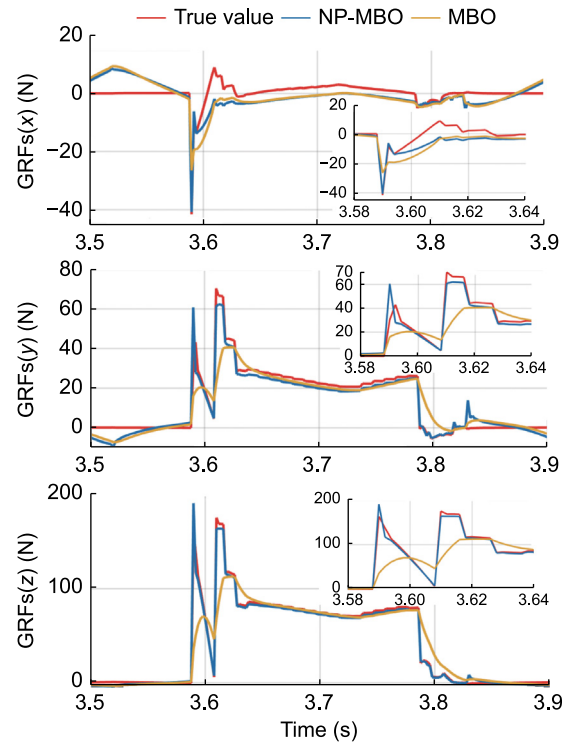 True value NP-MBO MBO
GRFs(x) (N)
20
0
−20
−40
3.5 3.6 3.7 3.8 3.9
20
10
0
−20
−40
3.58 3.60 3.62 3.64
GRFs(y) (N)
80
60
40
20
0
−10
3.5 3.6 3.7 3.8 3.9
70
60
40
20
0
3.58 3.60 3.62 3.64
GRFs(z) (N)
200
100
0
3.5 3.6 3.7 3.8 3.9
200
100
0
3.58 3.60 3.62 3.64
Time (s)